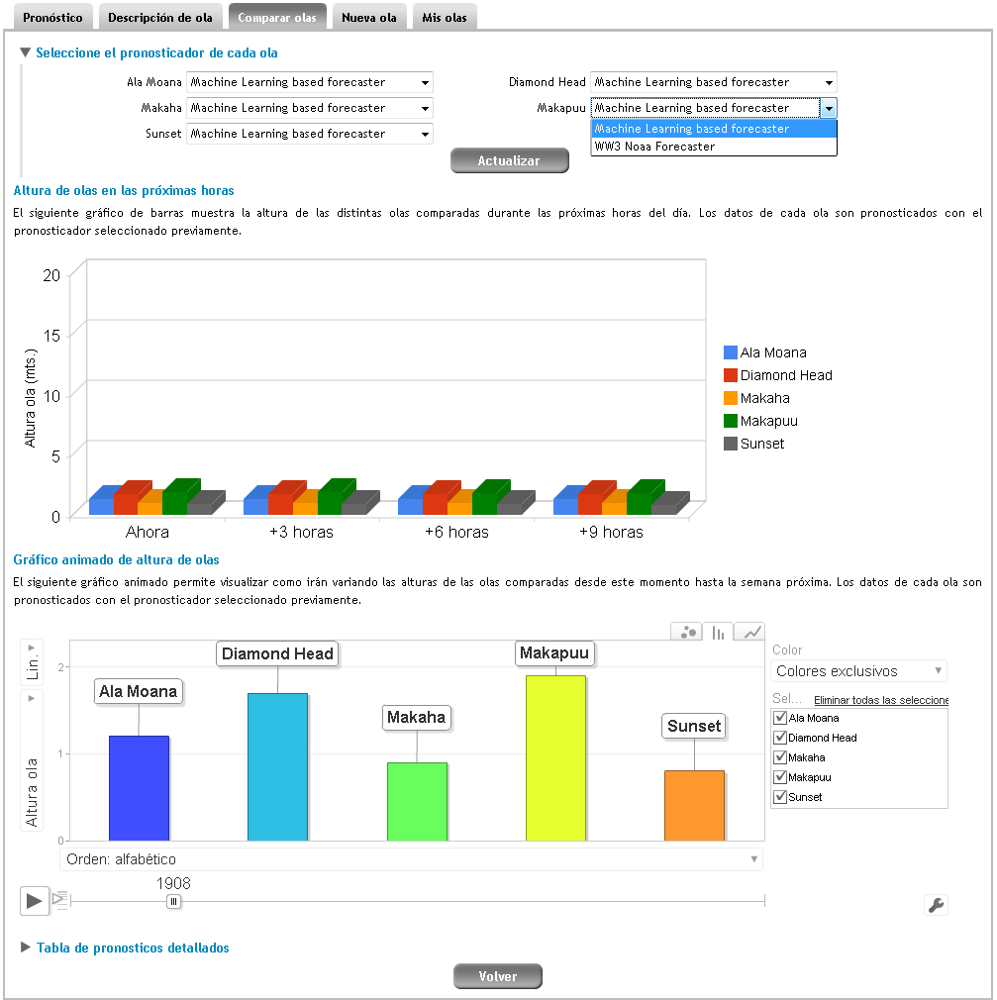 Pronóstico Descripción de ola Comparar olas Nueva ola Mis olas
Seleccione el pronosticador de cada ola
Ala Moana Machine Learning based forecaster Diamond Head Machine Learning based forecaster
Makaha Machine Learning based forecaster Makapuu Machine Learning based forecaster
Machine Learning based forecaster
Sunset Machine Learning based forecaster
WW3 Noaa Forecaster
Actualizar
Altura de olas en las próximas horas
El siguiente gráfico de barras muestra la altura de las distintas olas comparadas durante las próximas horas del día. Los datos de cada ola son pronosticados con el
pronosticador seleccionado previamente.
20
15
10
5
0
Altura ola (mts.)
Ala Moana
Diamond Head
Makaha
Makapuu
Sunset
Ahora +3 horas +6 horas +9 horas
Gráfico animado de altura de olas
El siguiente gráfico animado permite visualizar como irán variando las alturas de las olas comparadas desde este momento hasta la semana próxima. Los datos de cada ola son
pronosticados con el pronosticador seleccionado previamente.
Lin.
Altura ola
2
1
0
Ala Moana
Diamond Head
Makaha
Makapuu
Sunset
Color
Colores exclusivos
Sel... Eliminar todas las seleccione
Ala Moana
Diamond Head
Makaha
Makapuu
Sunset
Orden: alfabético
1908
Tabla de pronosticos detallados
Volver